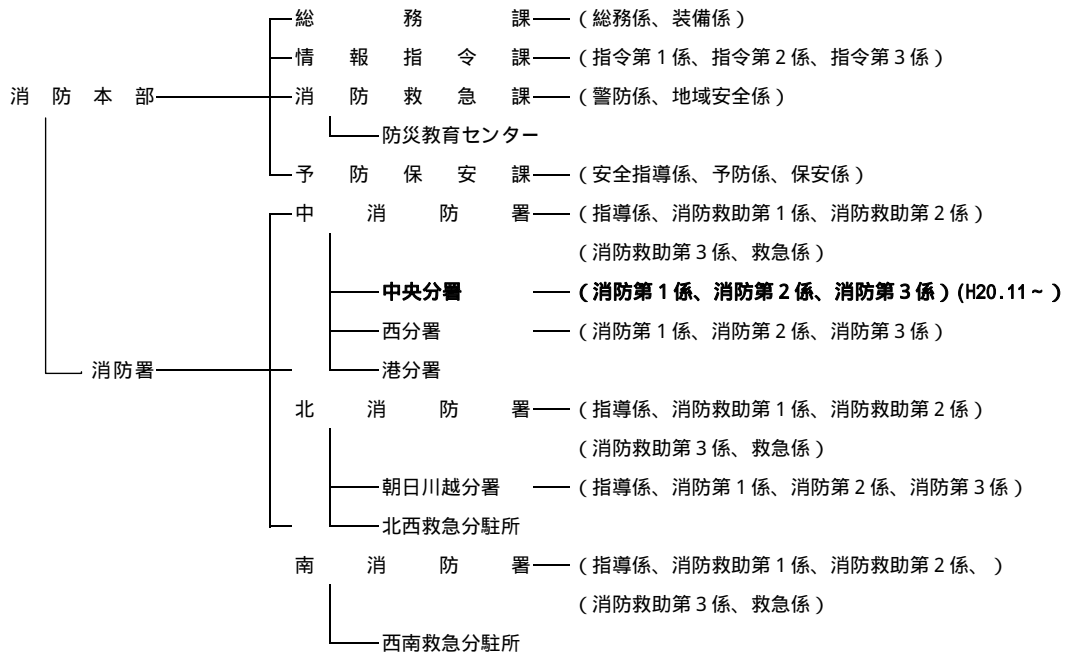 総務課（総務係、装備係）
情報指令課（指令第１係、指令第２係、指令第３係）
消防本部 消防救急課（警防係、地域安全係）
防災教育センター
予防保安課（安全指導係、予防係、保安係）
中消防署（指導係、消防救助第１係、消防救助第２係）
（消防救助第３係、救急係）
中央分署（消防第１係、消防第２係、消防第３係）(H20.11～）
西分署（消防第１係、消防第２係、消防第３係）
消防署 港分署
北消防署（指導係、消防救助第１係、消防救助第２係）
（消防救助第３係、救急係）
朝日川越分署（指導係、消防第１係、消防第２係、消防第３係）
北西救急分駐所
南消防署（指導係、消防救助第１係、消防救助第２係、）
（消防救助第３係、救急係）
西南救急分駐所